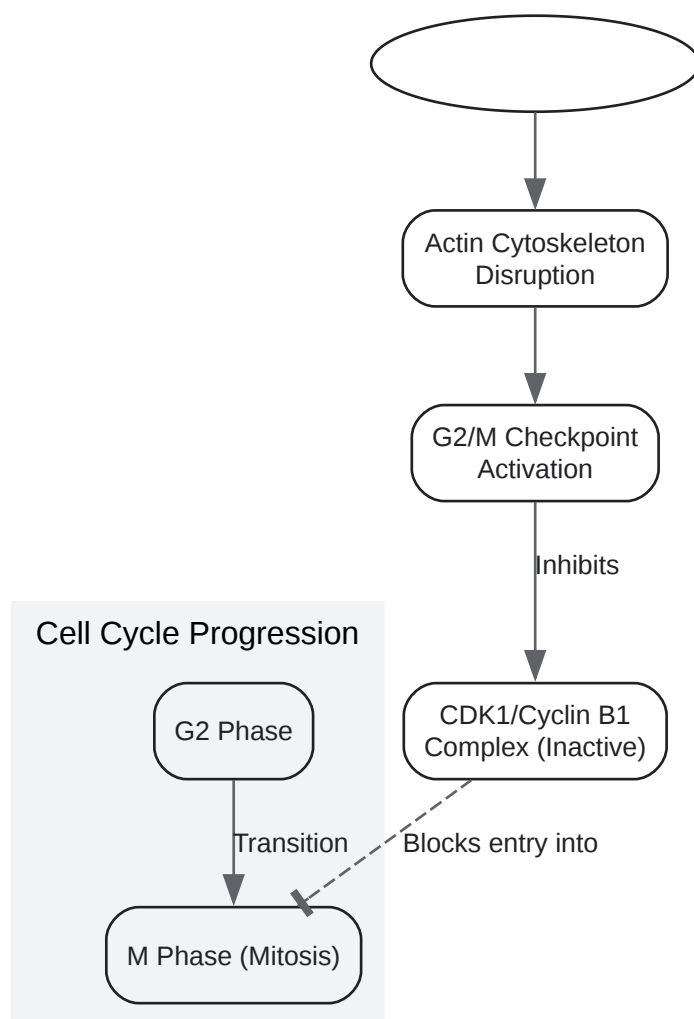 Actin Cytoskeleton
Disruption
G2/M Checkpoint
Activation
Inhibits
Cell Cycle Progression
G2 Phase
CDK1/Cyclin B1
Complex (Inactive)
Transition
Blocks entry into
M Phase (Mitosis)